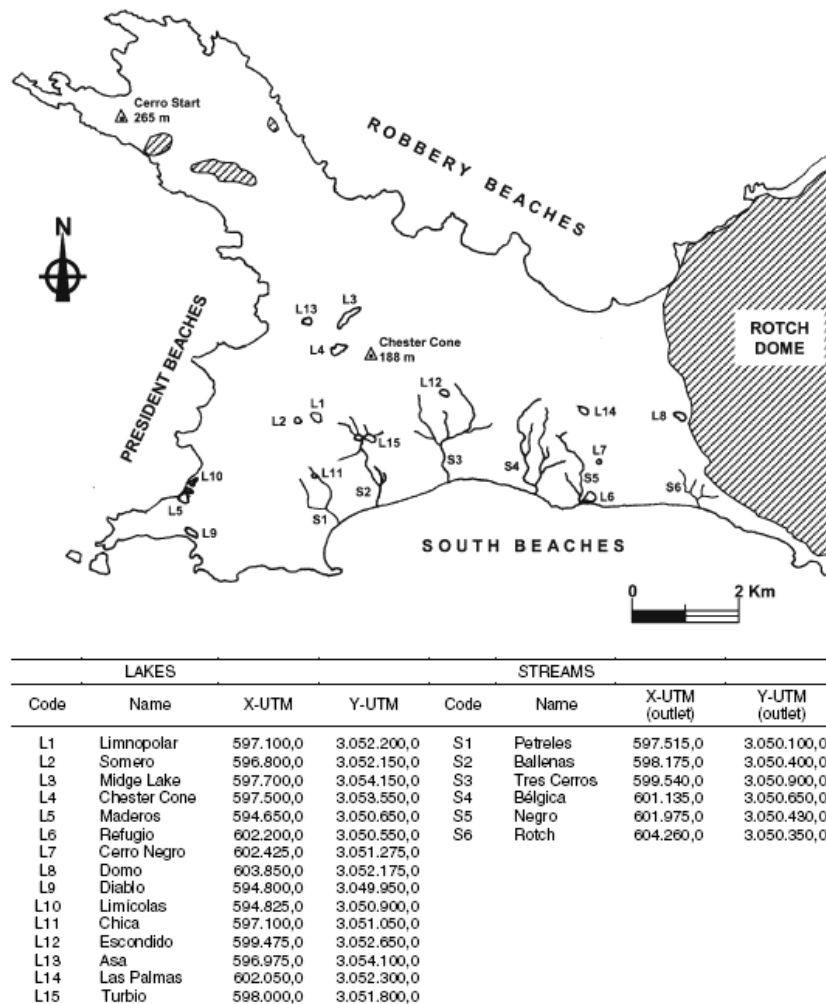 Cerro Start
265 m
ROBBERY BEACHES
N
PRESIDENT BEACHES
L13
L3
L4
Chester Cone
188 m
ROTCH
DOME
L12
L1
L2
L14
L8
L15
L7
L11
S3
S4
L10
S2
S5
S6
L5
L6
S1
L9
SOUTH BEACHES
0 2 Km
LAKES STREAMS
Code Name X-UTM Y-UTM Code Name X-UTM (outlet) Y-UTM (outlet)
L1 Limnopolar 597.100,0 3.052.200,0 S1 Petreles 597.515,0 3.050.100,0
L2 Somero 596.800,0 3.052.150,0 S2 Ballenas 598.175,0 3.050.400,0
L3 Midge Lake 597.700,0 3.054.150,0 S3 Tres Cerros 599.540,0 3.050.900,0
L4 Chester Cone 597.500,0 3.053.550,0 S4 Bélgica 601.135,0 3.050.650,0
L5 Maderos 594.650,0 3.050.650,0 S5 Negro 601.975,0 3.050.430,0
L6 Refugio 602.200,0 3.050.550,0 S6 Rotch 604.260,0 3.050.350,0
L7 Cerro Negro 602.425,0 3.051.275,0
L8 Domo 603.850,0 3.052.175,0
L9 Diablo 594.800,0 3.049.950,0
L10 Limícolas 594.825,0 3.050.900,0
L11 Chica 597.100,0 3.051.050,0
L12 Escondido 599.475,0 3.052.650,0
L13 Asa 596.975,0 3.054.100,0
L14 Las Palmas 602.050,0 3.052.300,0
L15 Turbio 598.000,0 3.051.800,0